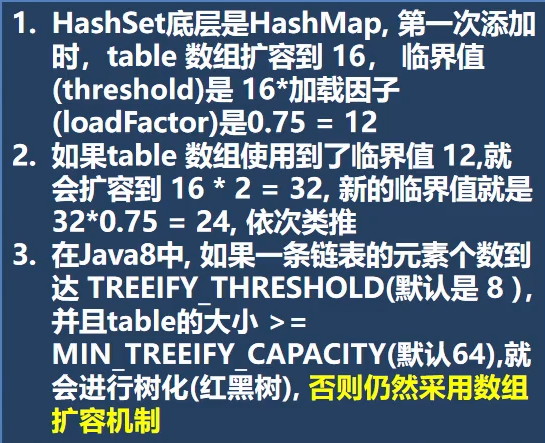 1. HashSet底层是HashMap, 第一次添加
时，table 数组扩容到 16， 临界值
(threshold)是 16*加载因子
(loadFactor)是0.75 = 12
2. 如果table 数组使用到了临界值 12,就
会扩容到 16 * 2 = 32, 新的临界值就是
32*0.75 = 24, 依次类推
3. 在Java8中, 如果一条链表的元素个数到
达 TREEIFY_THRESHOLD(默认是 8 ),
并且table的大小 >=
MIN_TREEIFY_CAPACITY(默认64),就
会进行树化(红黑树), 否则仍然采用数组
扩容机制